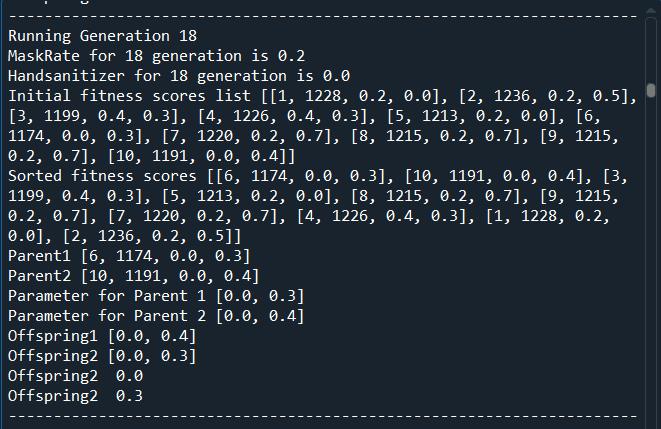 --------------------------------------------------------------
Running Generation 18
MaskRate for 18 generation is 0.2
Handsanitizer for 18 generation is 0.0
Initial fitness scores list [[1, 1228, 0.2, 0.0], [2, 1236, 0.2, 0.5],
[3, 1199, 0.4, 0.3], [4, 1226, 0.4, 0.3], [5, 1213, 0.2, 0.0], [6,
1174, 0.0, 0.3], [7, 1220, 0.2, 0.7], [8, 1215, 0.2, 0.7], [9, 1215,
0.2, 0.7], [10, 1191, 0.0, 0.4]]
Sorted fitness scores [[6, 1174, 0.0, 0.3], [10, 1191, 0.0, 0.4], [3,
1199, 0.4, 0.3], [5, 1213, 0.2, 0.0], [8, 1215, 0.2, 0.7], [9, 1215,
0.2, 0.7], [7, 1220, 0.2, 0.7], [4, 1226, 0.4, 0.3], [1, 1228, 0.2,
0.0], [2, 1236, 0.2, 0.5]]
Parent1 [6, 1174, 0.0, 0.3]
Parent2 [10, 1191, 0.0, 0.4]
Parameter for Parent 1 [0.0, 0.3]
Parameter for Parent 2 [0.0, 0.4]
Offspring1 [0.0, 0.4]
Offspring2 [0.0, 0.3]
Offspring2  0.0
Offspring2  0.3
--------------------------------------------------------------